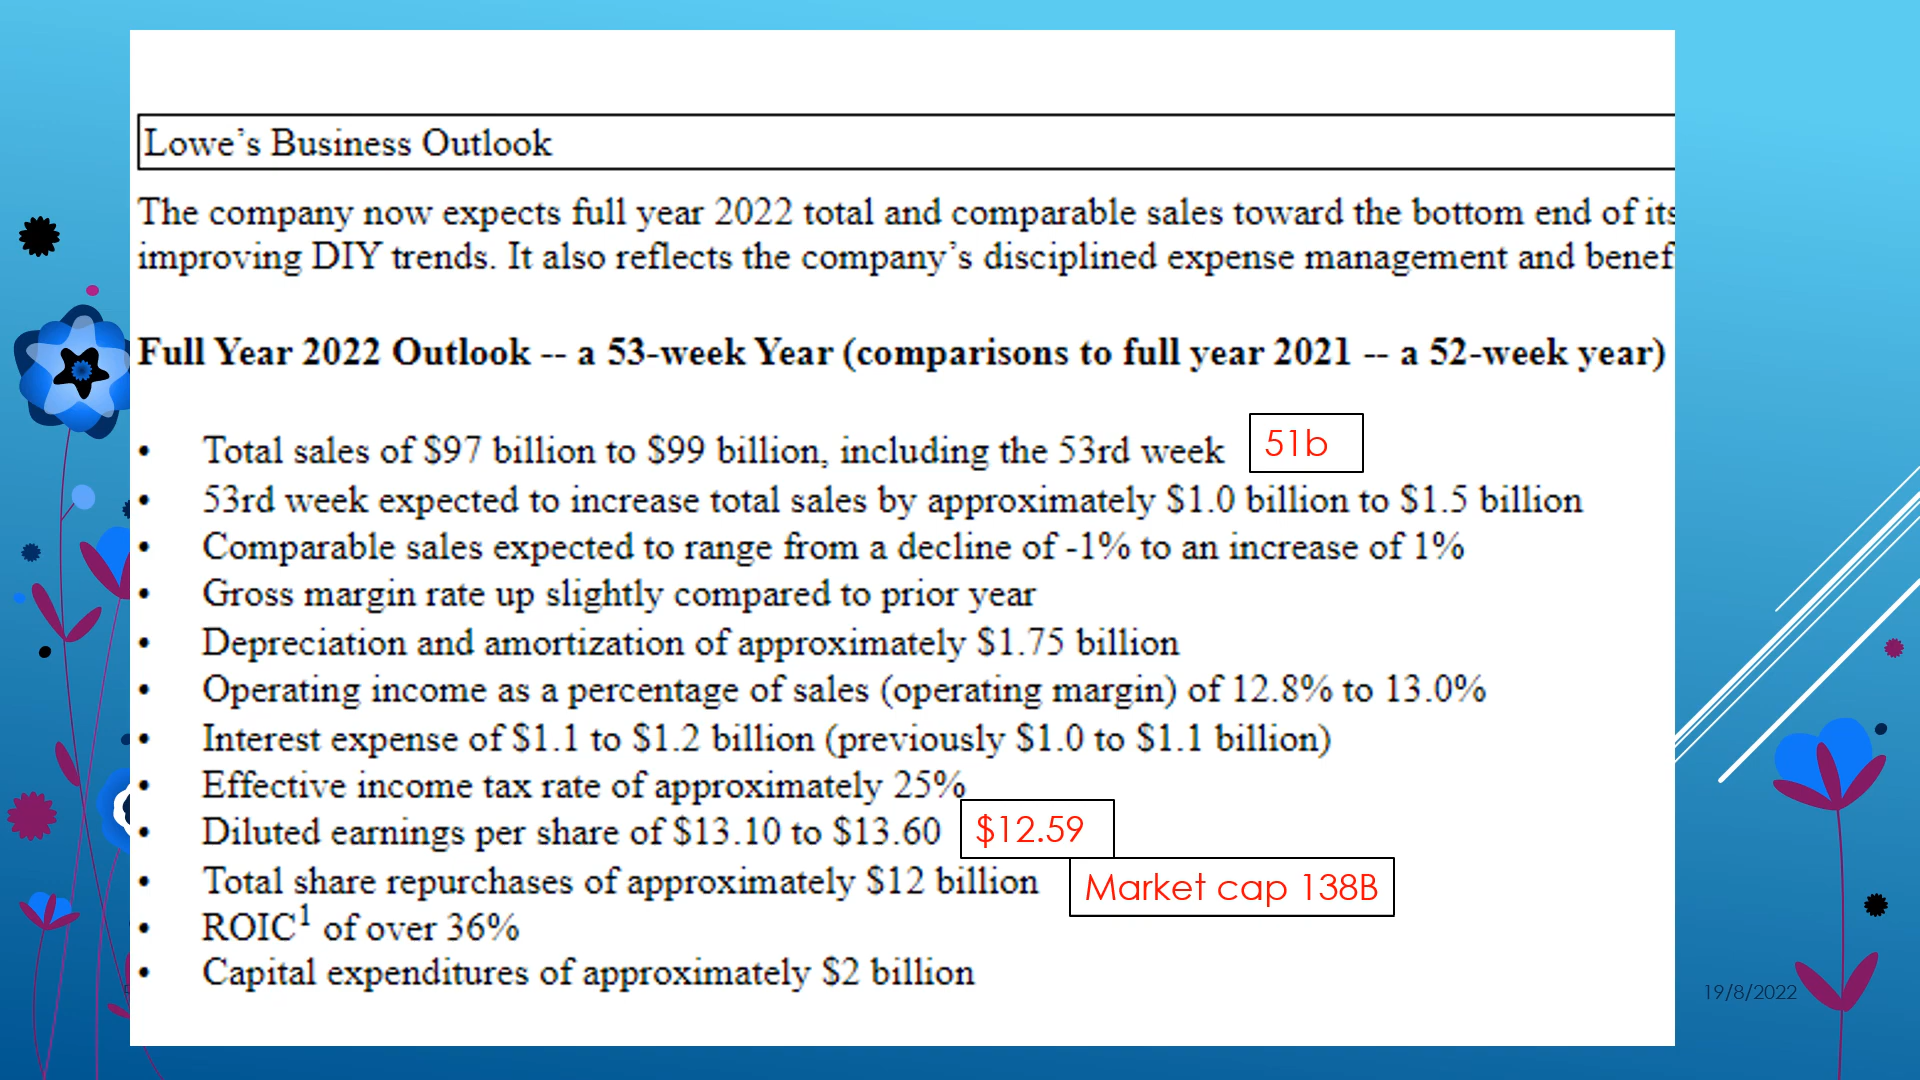 Lowe’s Business Outlook
The company now expects full year 2022 total and comparable sales toward the bottom end of its
improving DIY trends. It also reflects the company’s disciplined expense management and benef
Full Year 2022 Outlook -- a 53-week Year (comparisons to full year 2021 -- a 52-week year)
• Total sales of $97 billion to $99 billion, including the 53rd week 51b
• 53rd week expected to increase total sales by approximately $1.0 billion to $1.5 billion
• Comparable sales expected to range from a decline of -1% to an increase of 1%
• Gross margin rate up slightly compared to prior year
• Depreciation and amortization of approximately $1.75 billion
• Operating income as a percentage of sales (operating margin) of 12.8% to 13.0%
• Interest expense of $1.1 to $1.2 billion (previously $1.0 to $1.1 billion)
• Effective income tax rate of approximately 25%
• Diluted earnings per share of $13.10 to $13.60 $12.59
• Total share repurchases of approximately $12 billion Market cap 138B
• ROIC¹ of over 36%
• Capital expenditures of approximately $2 billion
19/8/2022